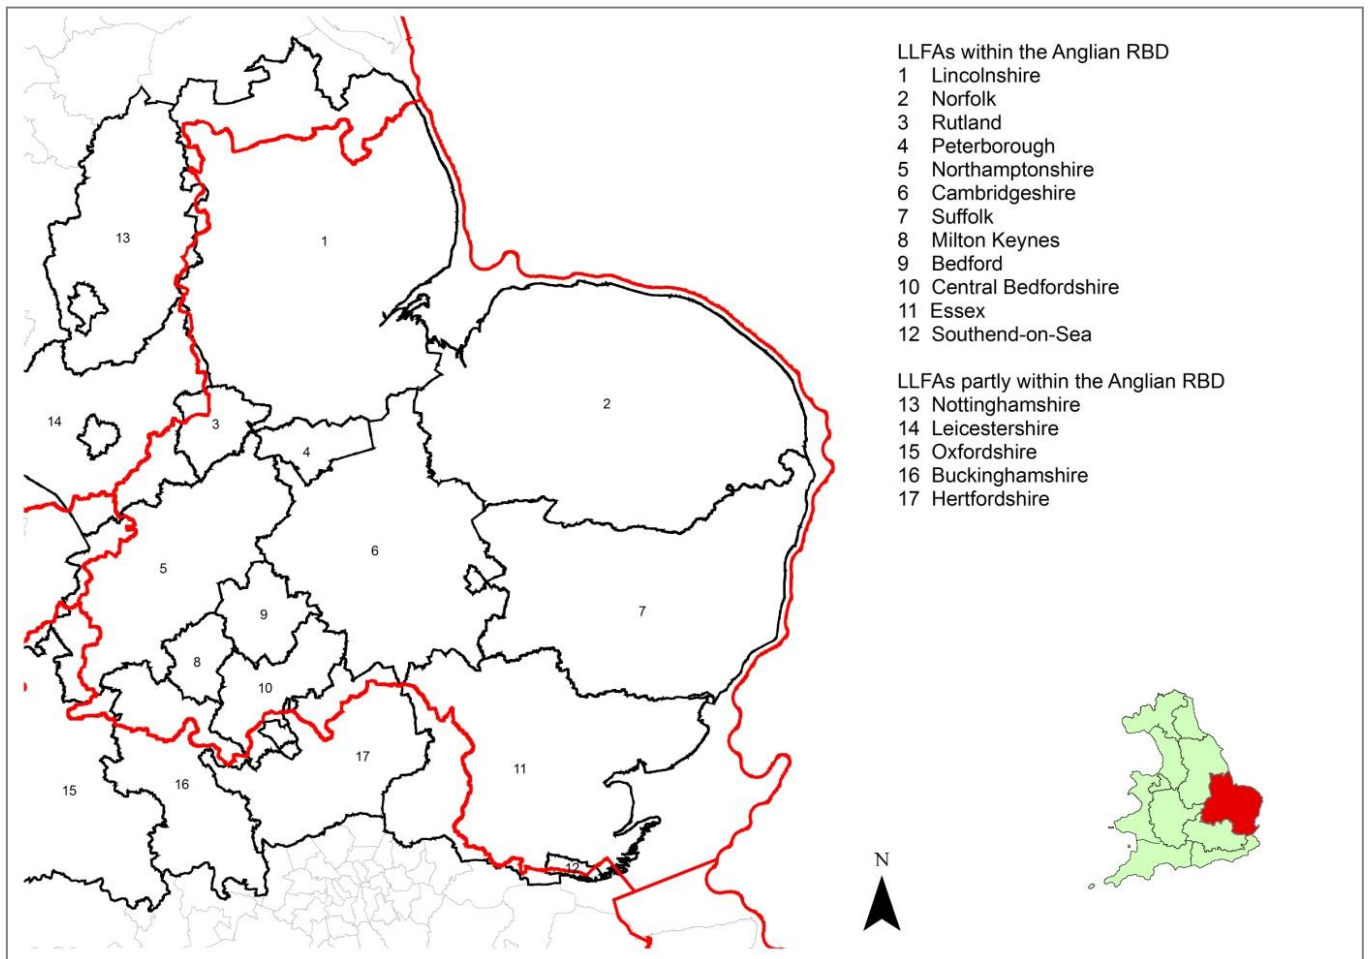 LLFAs within the Anglian RBD
1 Lincolnshire
2 Norfolk
3 Rutland
4 Peterborough
5 Northamptonshire
6 Cambridgeshire
7 Suffolk
8 Milton Keynes
9 Bedford
10 Central Bedfordshire
11 Essex
12 Southend-on-Sea
LLFAs partly within the Anglian RBD
13 Nottinghamshire
14 Leicestershire
15 Oxfordshire
16 Buckinghamshire
17 Hertfordshire
13
1
2
14
3
4
6
5
9
7
8
10
17
11
16
15
12
N